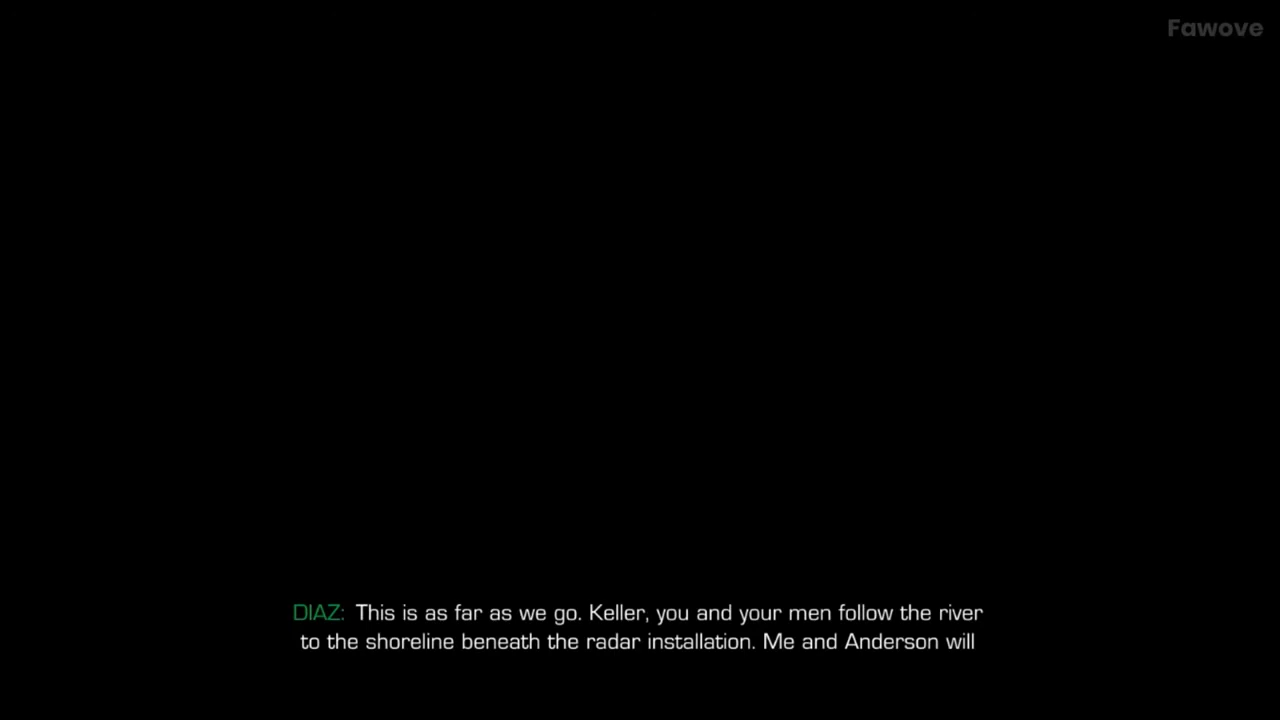 Fawove
DIAZ: This is as far as we go. Keller, you and your men follow the river
to the shoreline beneath the radar installation. Me and Anderson will